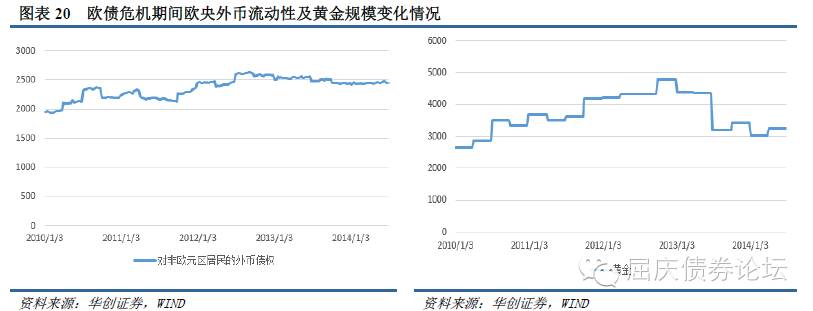 图表 20 欧债危机期间欧央外币流动性及黄金规模变化情况
3000
2500
2000
1500
1000
500
0
2010/1/3 2011/1/3 2012/1/3 2013/1/3 2014/1/3
对非欧元区居民的外币债权
6000
5000
4000
3000
2000
1000
0
2010/1/3 2011/1/3 2012/1/3 2013/1/3 2014/1/3
黄金
屈庆债券论坛
资料来源：华创证券，WIND
资料来源：华创证券，WIND